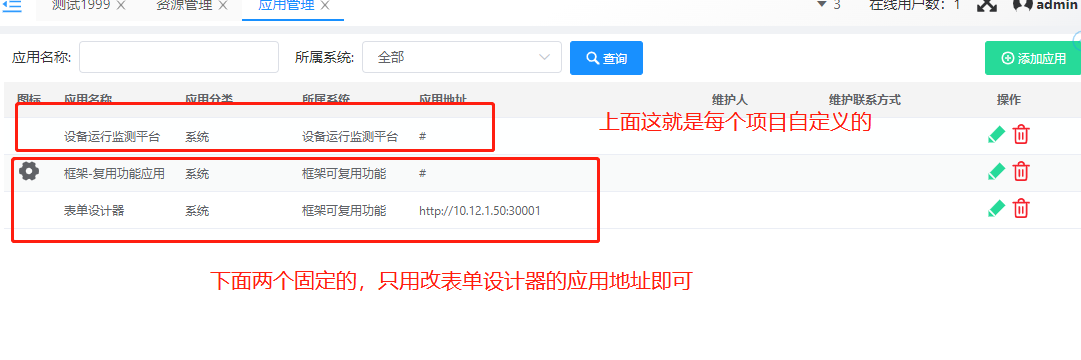 测试1999 × 资源管理 × 应用管理 × 3 在线用户数：1 admin
应用名称: 所属系统: 全部 查询 添加应用
图标 应用名称 应用分类 所属系统 应用地址 维护人 维护联系方式 操作
上面这就是每个项目自定义的
设备运行监测平台 系统 设备运行监测平台 #
框架-复用功能应用 系统 框架可复用功能 #
表单设计器 系统 框架可复用功能 http://10.12.1.50:30001
下面两个固定的，只用改表单设计器的应用地址即可